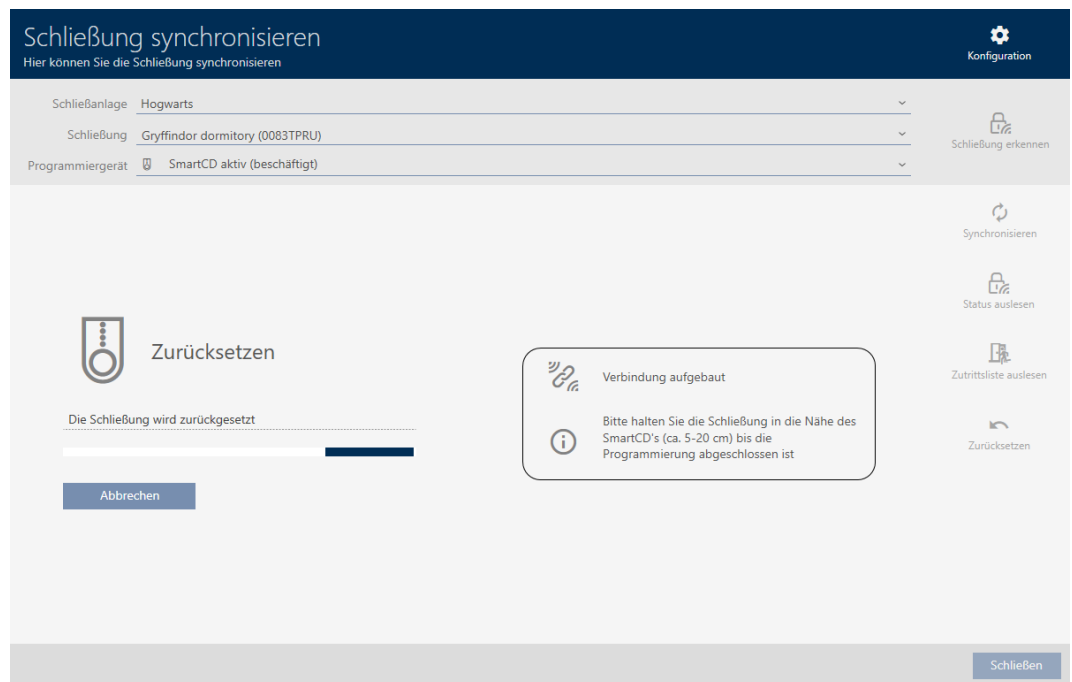 Schließung synchronisieren
Hier können Sie die Schließung synchronisieren
Konfiguration
Schließanlage Hogwarts
Schließung Gryffindor dormitory (0083TPRU)
Programmiergerät SmartCD aktiv (beschäftigt)
Schließung erkennen
Synchronisieren
Status auslesen
Zutrittsliste auslesen
Zurücksetzen
Zurücksetzen
Die Schließung wird zurückgesetzt
Abbrechen
Verbindung aufgebaut
Bitte halten Sie die Schließung in die Nähe des
SmartCD's (ca. 5-20 cm) bis die
Programmierung abgeschlossen ist
Schließen